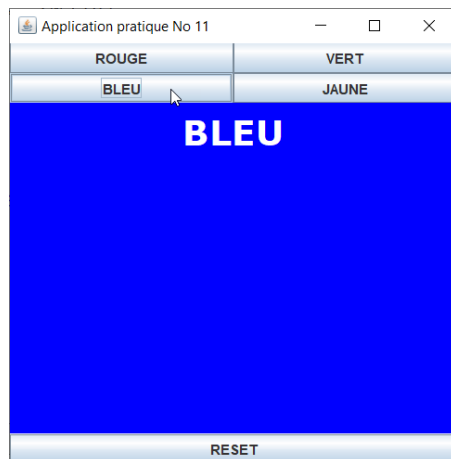 Application pratique No 11
ROUGE VERT
BLEU JAUNE
BLEU
RESET